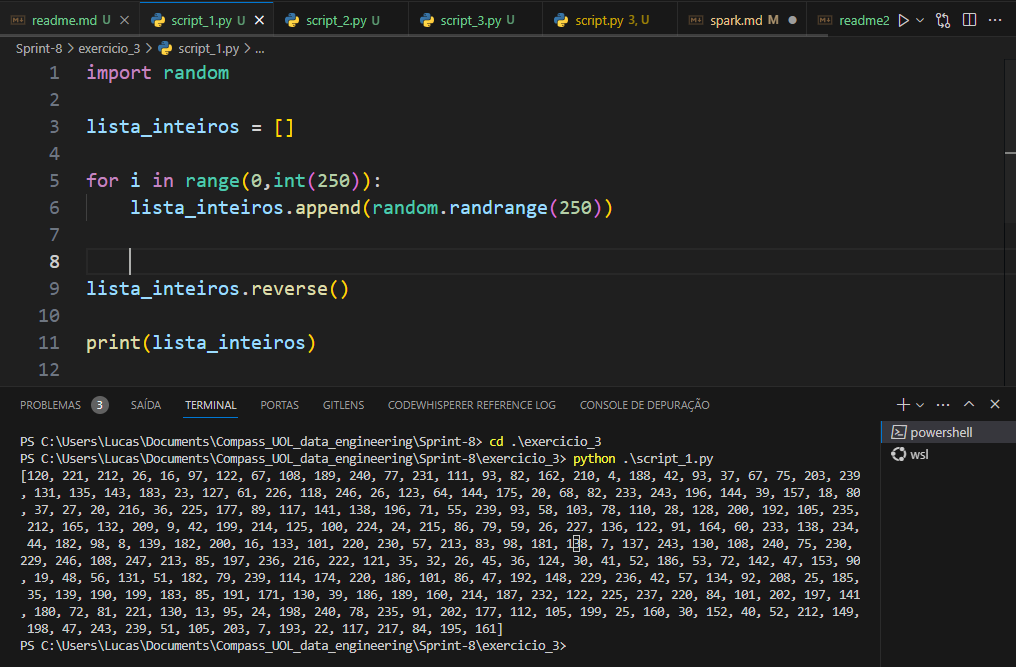 readme.md U script_1.py U script_2.py U script_3.py U script.py 3, U spark.md M readme2
Sprint-8 > exercicio_3 > script_1.py > ...
1 import random
2
3 lista_inteiros = []
4
5 for i in range(0,int(250)):
6 lista_inteiros.append(random.randrange(250))
7
8
9 lista_inteiros.reverse()
10
11 print(lista_inteiros)
12
PROBLEMAS 3 SAÍDA TERMINAL PORTAS GITLENS CODEWHISPERER REFERENCE LOG CONSOLE DE DEPURAÇÃO
powershell
wsl
PS C:\Users\Lucas\Documents\Compass_UOL_data_engineering\Sprint-8> cd .\exercicio_3
PS C:\Users\Lucas\Documents\Compass_UOL_data_engineering\Sprint-8\exercicio_3> python .\script_1.py
[120, 221, 212, 26, 16, 97, 122, 67, 108, 189, 240, 77, 231, 111, 93, 82, 162, 210, 4, 188, 42, 93, 37, 67, 75, 203, 239
, 131, 135, 143, 183, 23, 127, 61, 226, 118, 246, 26, 123, 64, 144, 175, 20, 68, 82, 233, 243, 196, 144, 39, 157, 18, 80
, 37, 27, 20, 216, 36, 225, 177, 89, 117, 141, 138, 196, 71, 55, 239, 93, 58, 103, 78, 110, 28, 128, 200, 192, 105, 235,
212, 165, 132, 209, 9, 42, 199, 214, 125, 100, 224, 24, 215, 86, 79, 59, 26, 227, 136, 122, 91, 164, 60, 233, 138, 234,
44, 182, 98, 8, 139, 182, 200, 16, 133, 101, 220, 230, 57, 213, 83, 98, 181, 138, 7, 137, 243, 130, 108, 240, 75, 230,
229, 246, 108, 247, 213, 85, 197, 236, 216, 222, 121, 35, 32, 26, 45, 36, 124, 30, 41, 52, 186, 53, 72, 142, 47, 153, 90
, 19, 48, 56, 131, 51, 182, 79, 239, 114, 174, 220, 186, 101, 86, 47, 192, 148, 229, 236, 42, 57, 134, 92, 208, 25, 185,
35, 139, 190, 199, 183, 85, 191, 171, 130, 39, 186, 189, 160, 214, 187, 232, 122, 225, 237, 220, 84, 101, 202, 197, 141
, 180, 72, 81, 221, 130, 13, 95, 24, 198, 240, 78, 235, 91, 202, 177, 112, 105, 199, 25, 160, 30, 152, 40, 52, 212, 149,
198, 47, 243, 239, 51, 105, 203, 7, 193, 22, 117, 217, 84, 195, 161]
PS C:\Users\Lucas\Documents\Compass_UOL_data_engineering\Sprint-8\exercicio_3>